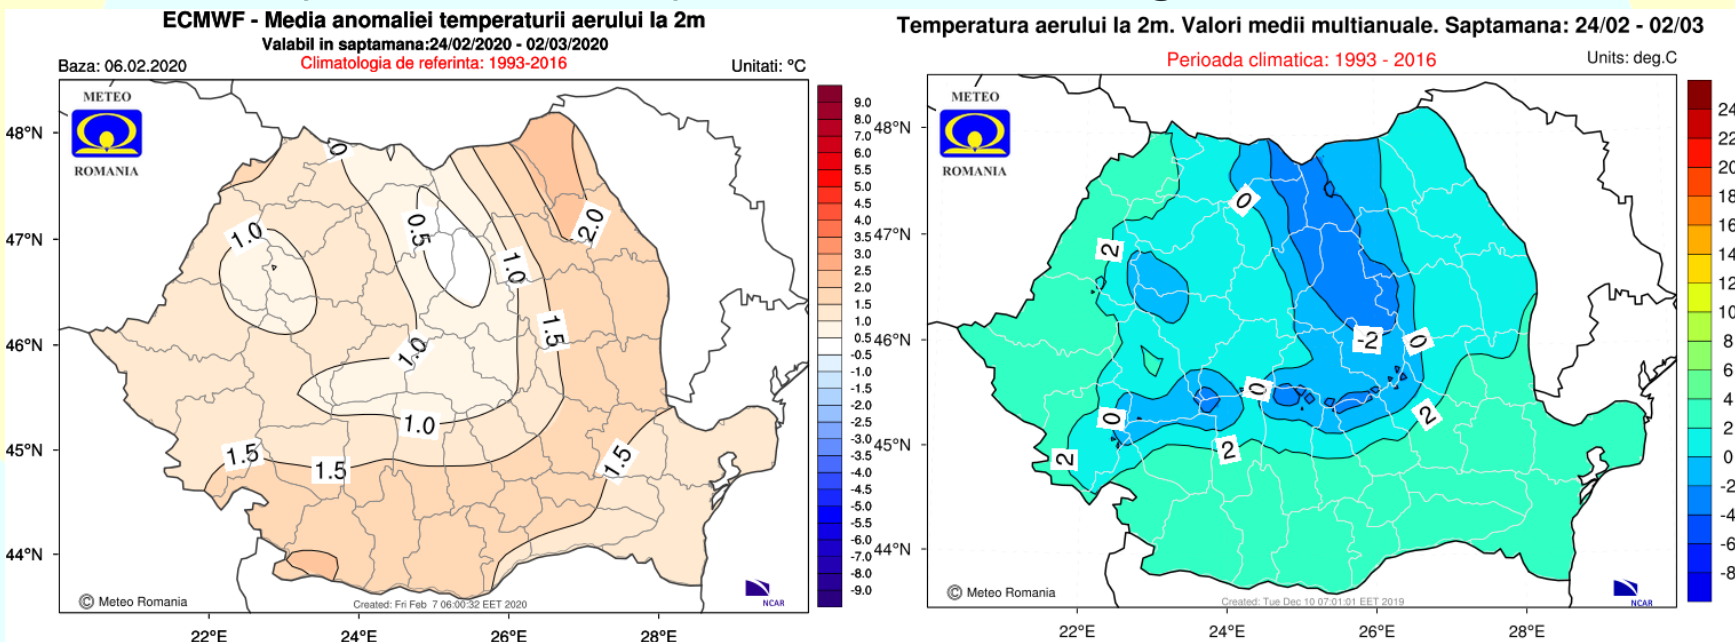 ECMWF - Media anomaliei temperaturii aerului la 2m
Valabil in saptamana:24/02/2020 - 02/03/2020
Baza: 06.02.2020
Climatologia de referinta: 1993-2016
Unitati: ºC
METEO
ROMANIA
48°N
47°N
46°N
45°N
44°N
22°E
24°E
26°E
28°E
0
1.0
0.5
1.0
2.0
1.5
1.0
1.0
1.5
1.5
1.5
9.0
8.0
7.0
6.0
5.0
4.5
4.0
3.5
3.0
2.5
2.0
1.5
1.0
0.5
-0.5
-1.0
-1.5
-2.0
-2.5
-3.0
-3.5
-4.0
-4.5
-5.0
-5.5
-6.0
-7.0
-8.0
-9.0
© Meteo Romania
Created: Fri Feb 7 06:00:32 EET 2020
NCAR
Temperatura aerului la 2m. Valori medii multianuale. Saptamana: 24/02 - 02/03
Perioada climatica: 1993 - 2016
Units: deg.C
METEO
ROMANIA
48°N
47°N
46°N
45°N
44°N
22°E
24°E
26°E
28°E
0
2
-2
0
0
0
2
2
2
24
22
20
18
16
14
12
10
8
6
4
2
0
-2
-4
-6
-8
© Meteo Romania
Created: Tue Dec 10 07:01:01 EET 2019
NCAR